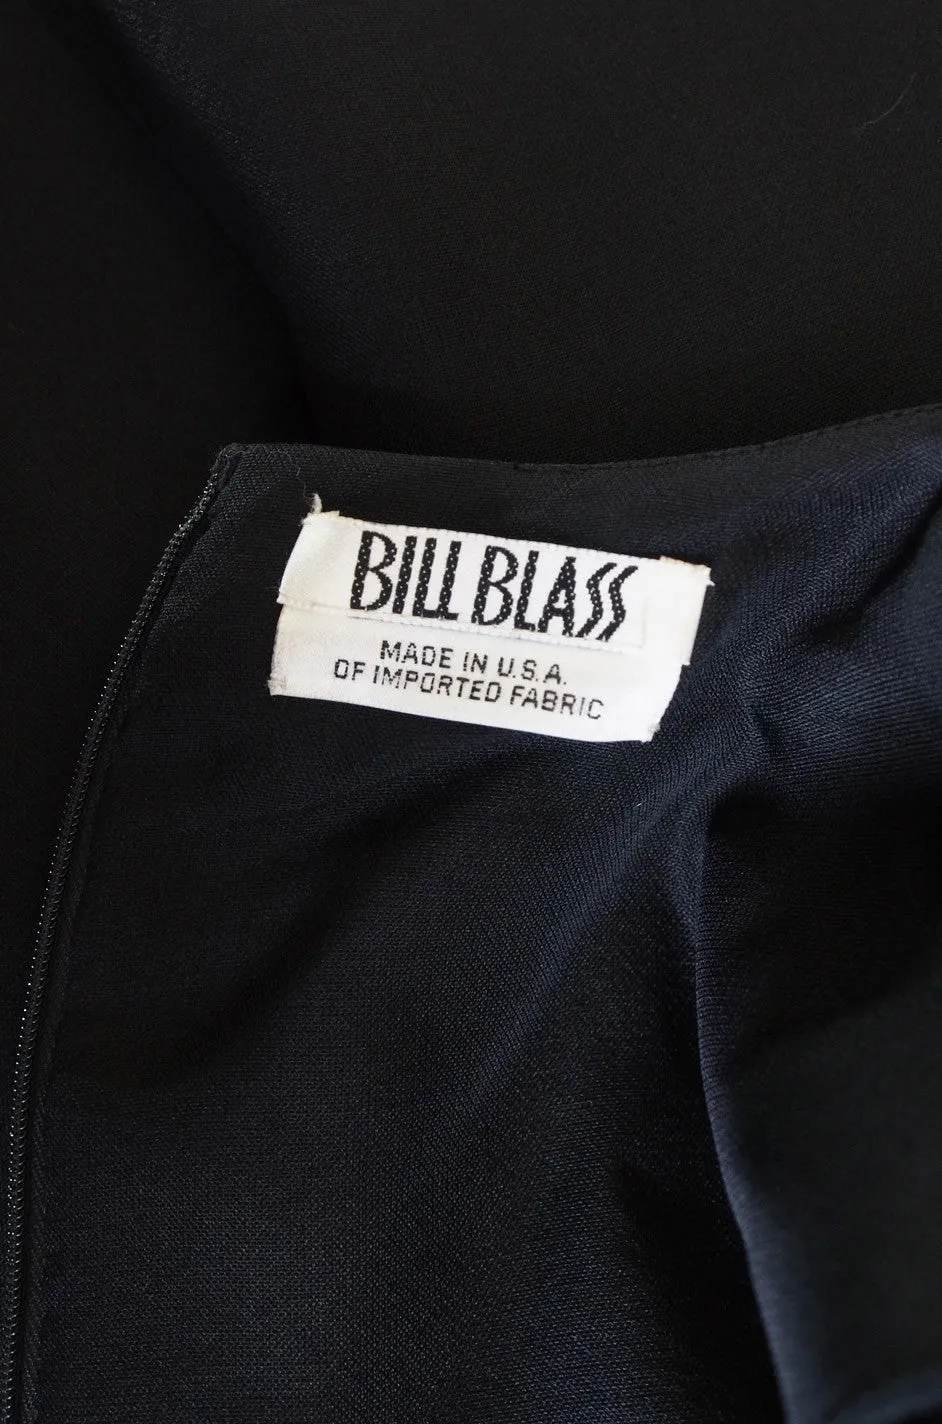 BILL BLASS
MADE IN U.S.A.
OF IMPORTED FABRIC